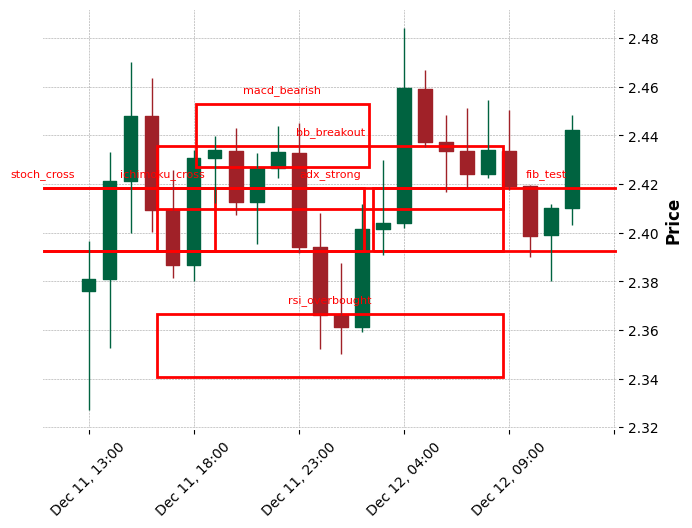 2.48
2.46
macd_bearish
2.44
bb_breakout
stoch_cross
ichimoku_cross
adx_strong
fib_test
2.42
Price
2.40
2.38
rsi_overbought
2.36
2.34
2.32
Dec 11, 13:00
Dec 11, 18:00
Dec 11, 23:00
Dec 12, 04:00
Dec 12, 09:00